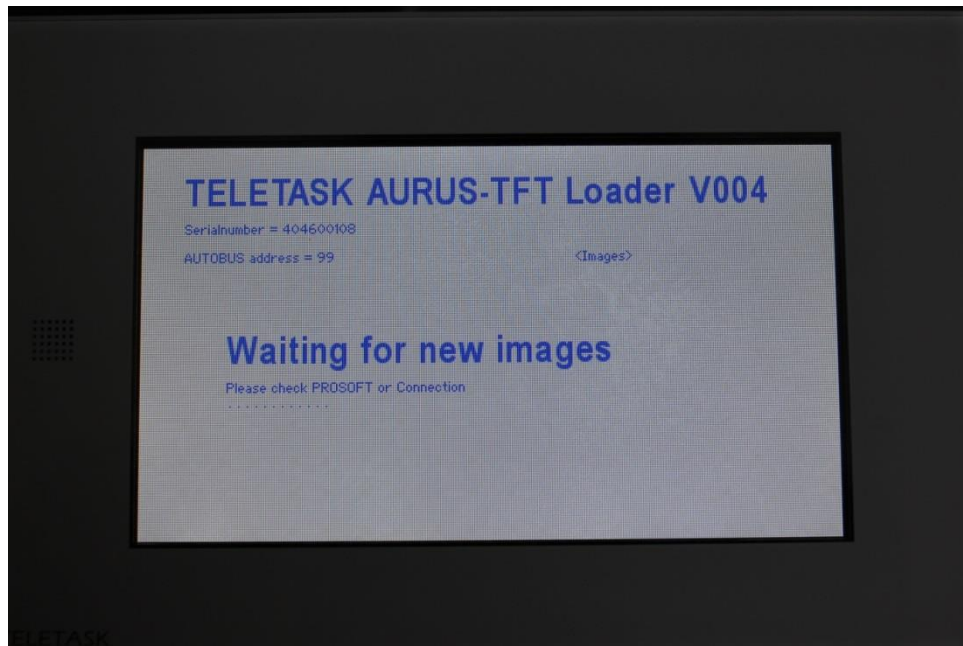 TELETASK AURUS-TFT Loader V004
Serialnumber = 404600108
AUTOBUS address = 99 <Images>
Waiting for new images
Please check PROSOFT or Connection
. . . . . . . . . . . .
ELETASK